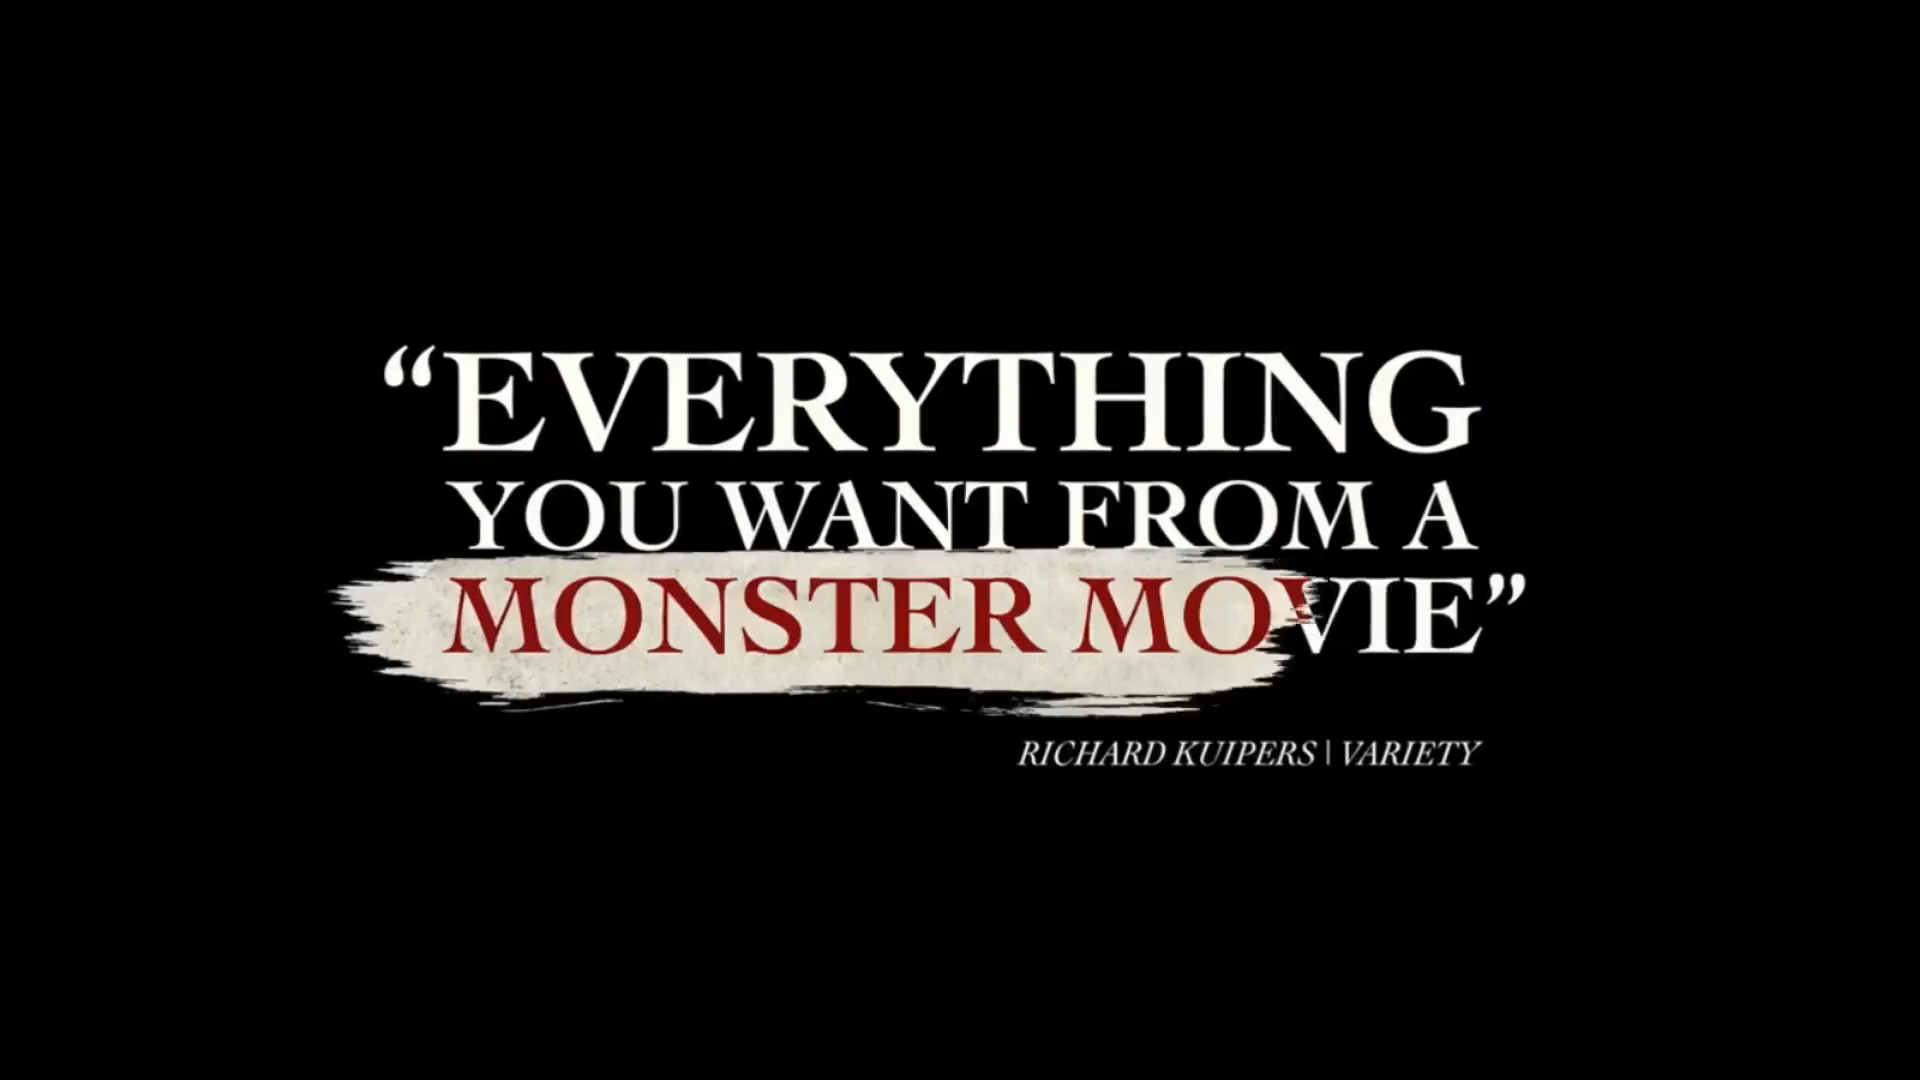 “EVERYTHING
YOU WANT FROM A
MONSTER MOVIE”
RICHARD KUIPERS | VARIETY